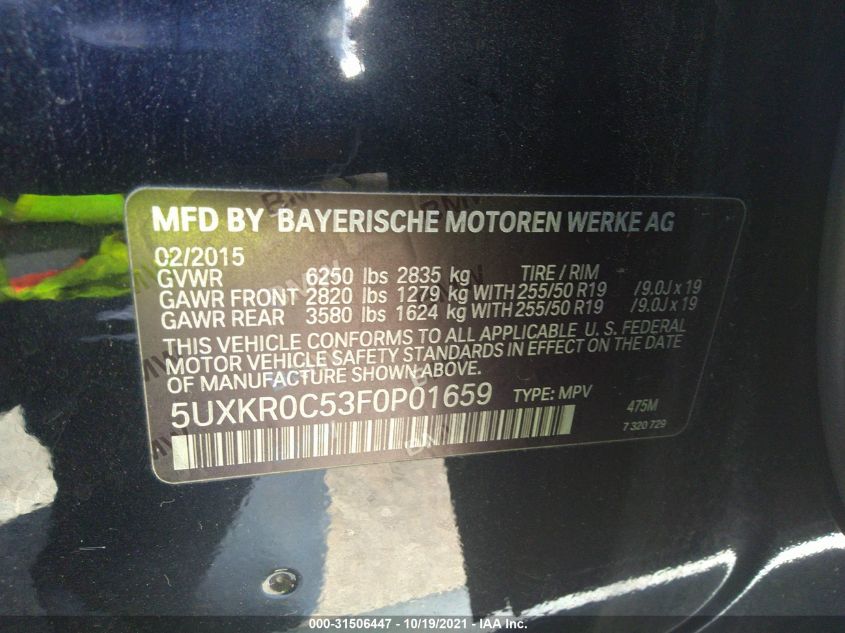 MFD BY BAYERISCHE MOTOREN WERKE AG
02/2015
GVWR 6250 lbs 2835 kg TIRE / RIM
GAWR FRONT 2820 lbs 1279 kg WITH 255/50 R19 /9.0J x 19
GAWR REAR 3580 lbs 1624 kg WITH 255/50 R19 /9.0J x 19
THIS VEHICLE CONFORMS TO ALL APPLICABLE U. S. FEDERAL
MOTOR VEHICLE SAFETY STANDARDS IN EFFECT ON THE DATE
OF MANUFACTURE SHOWN ABOVE.
5UXKR0C53F0P01659 TYPE: MPV
475M
7 320 729
000-31506447 - 10/19/2021 - IAA Inc.